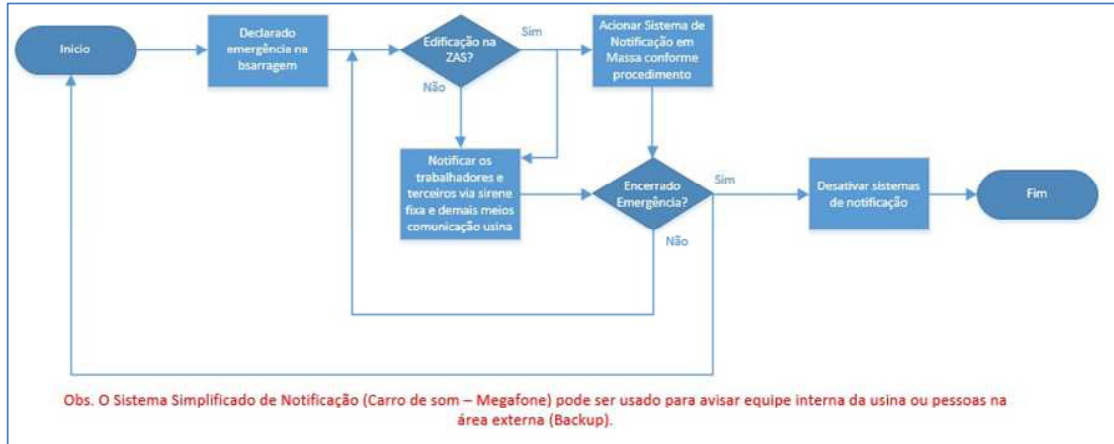 Início
Declarado
emergência na
bsarragem
Edificação na
ZAS?
Sim
Acionar Sistema de
Notificação em
Massa conforme
procedimento
Não
Notificar os
trabalhadores e
terceiros via sirene
fixa e demais meios
comunicação usina
Encerrado
Emergência?
Sim
Não
Desativar sistemas
de notificação
Fim
Obs. O Sistema Simplificado de Notificação (Carro de som – Megafone) pode ser usado para avisar equipe interna da usina ou pessoas na
área externa (Backup).